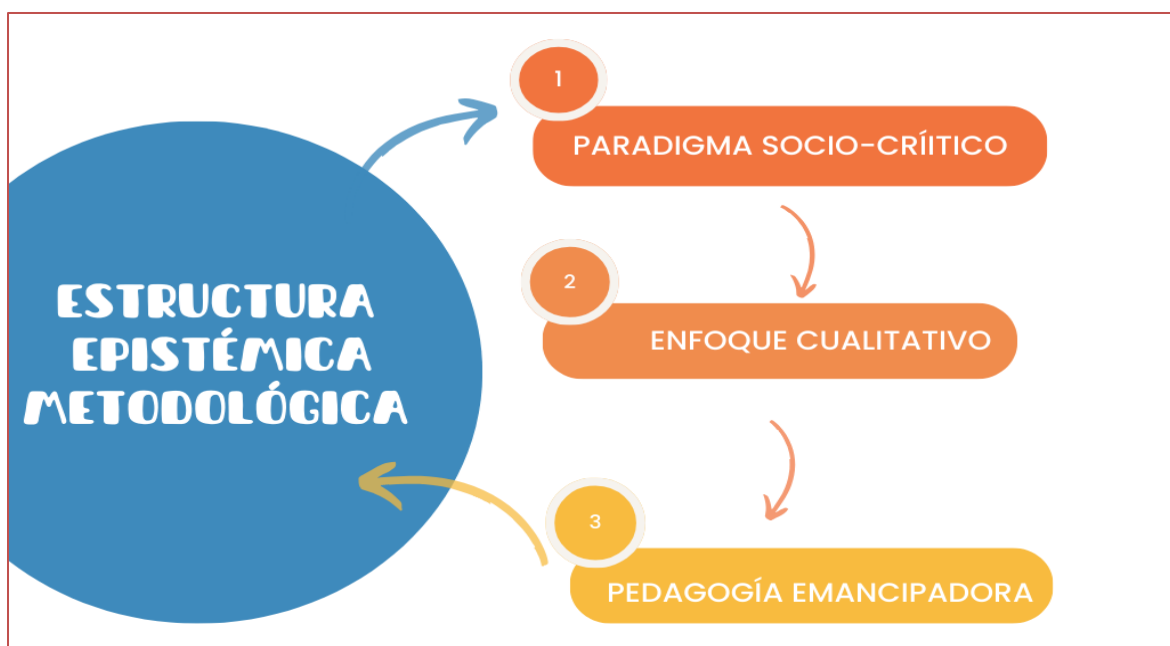 ESTRUCTURA
EPISTÉMICA
METODOLÓGICA
1
PARADIGMA SOCIO-CRÍITICO
2
ENFOQUE CUALITATIVO
3
PEDAGOGÍA EMANCIPADORA